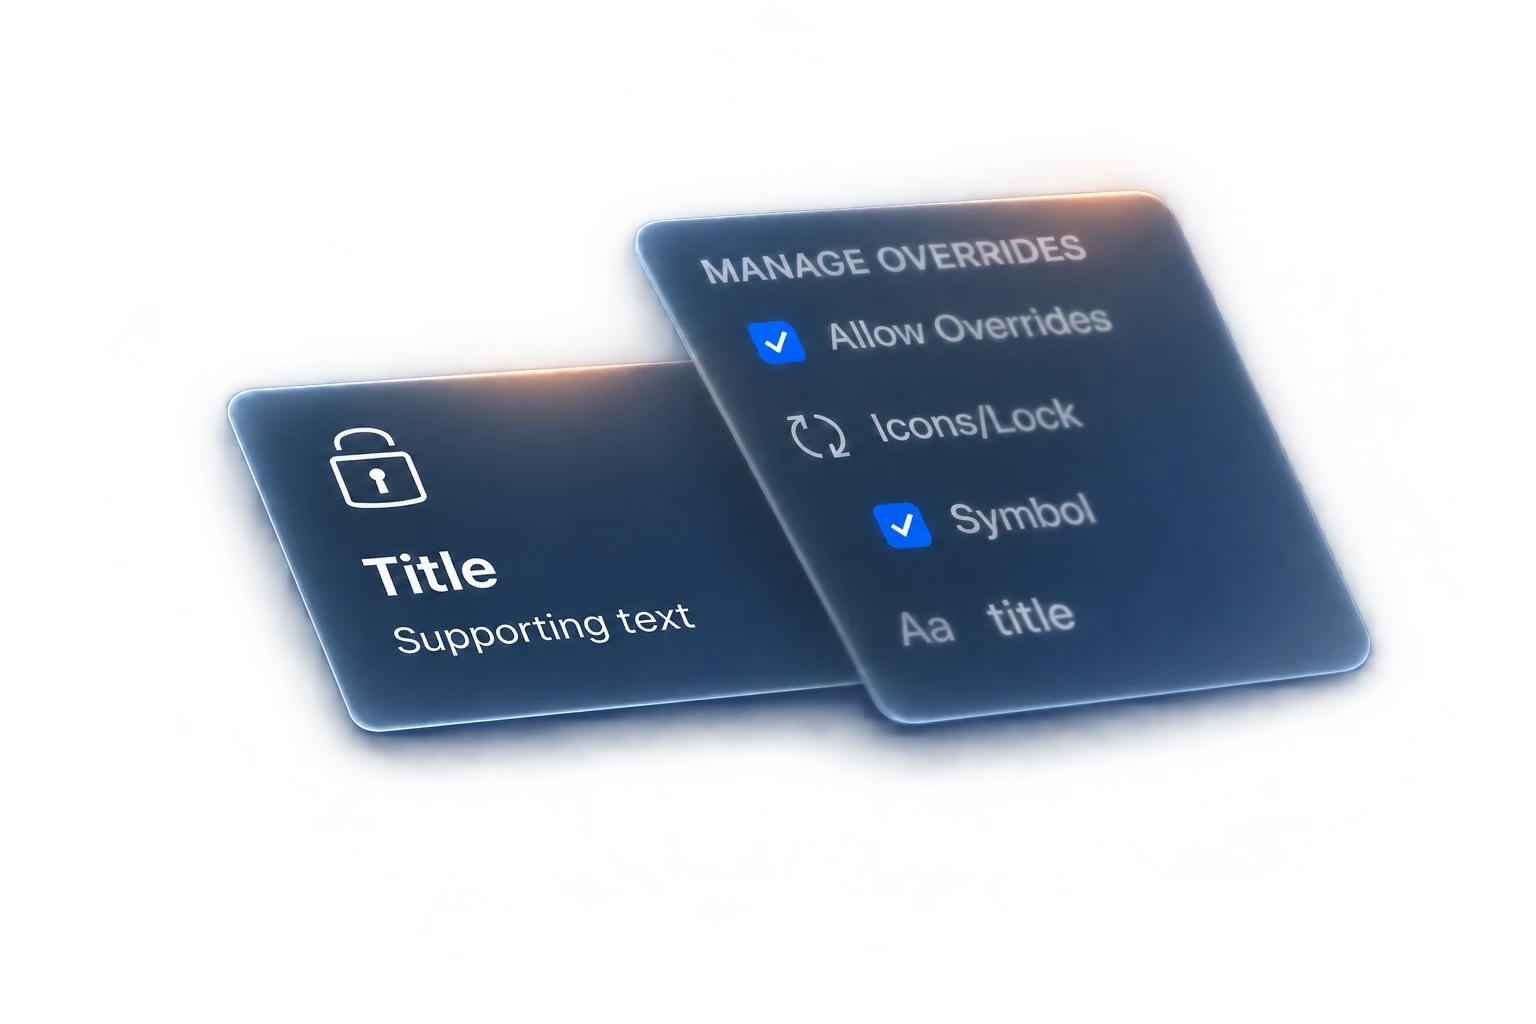 Title
Supporting text
MANAGE OVERRIDES
Allow Overrides
Icons/Lock
Symbol
Aa title